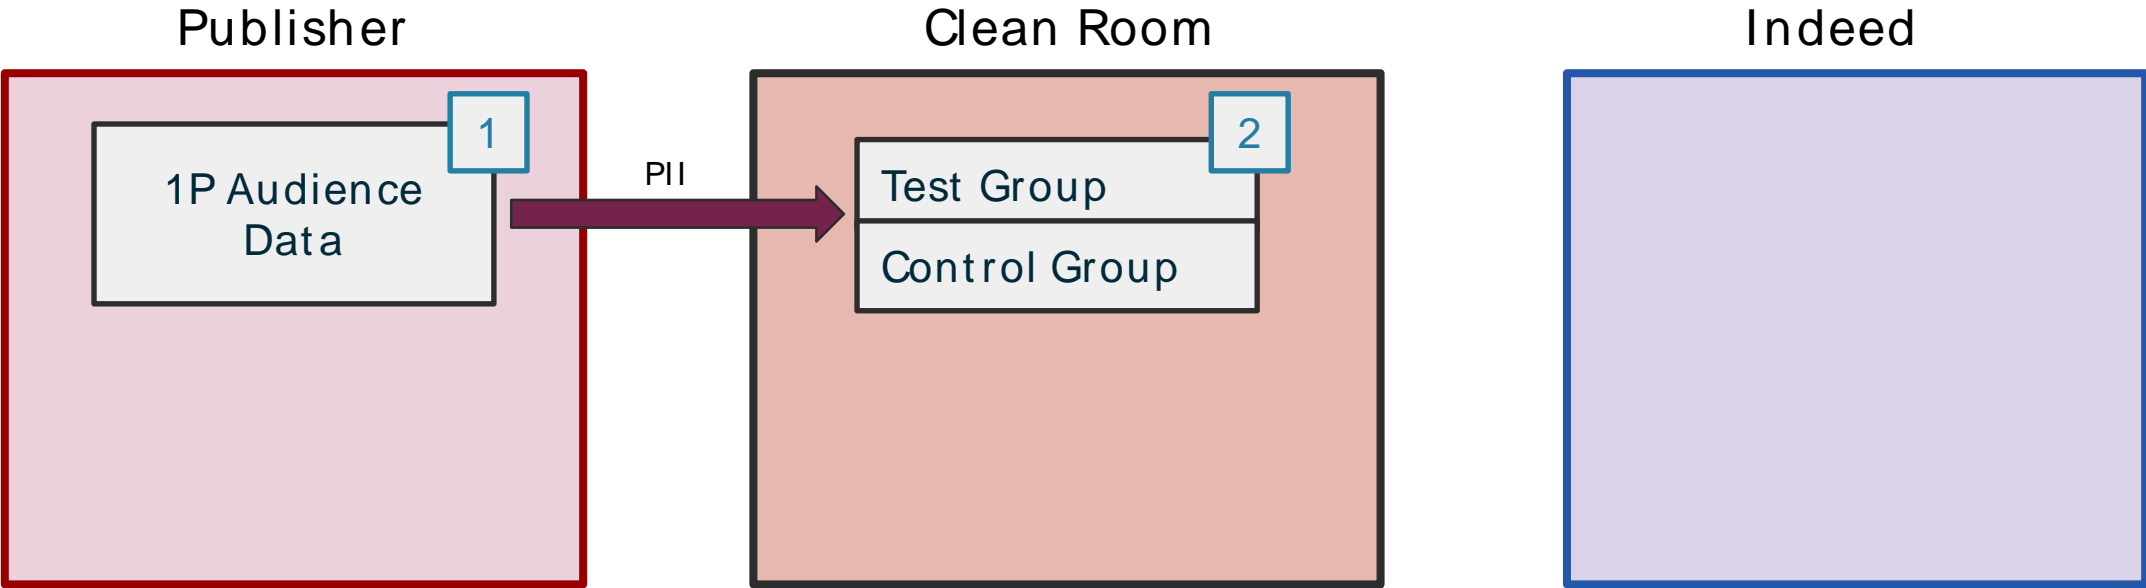 Publisher
Clean Room
Indeed
1
2
1P Audience
Data
PII
Test Group
Control Group